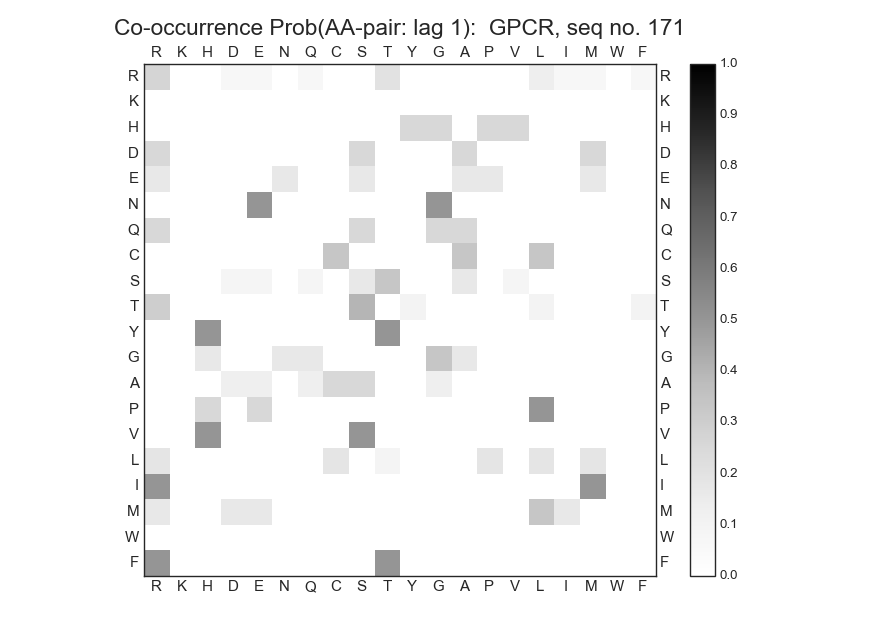 Co-occurrence Prob(AA-pair: lag 1):  GPCR, seq no. 171
R K H D E N Q C S T Y G A P V L I M W F
R R 1.0
K K
H H 0.9
D D 0.8
E E
N N 0.7
Q Q
C C 0.6
S S
T T 0.5
Y Y
G G 0.4
A A
P P 0.3
V V
L L 0.2
I I
M M 0.1
W W
F F 0.0
R K H D E N Q C S T Y G A P V L I M W F